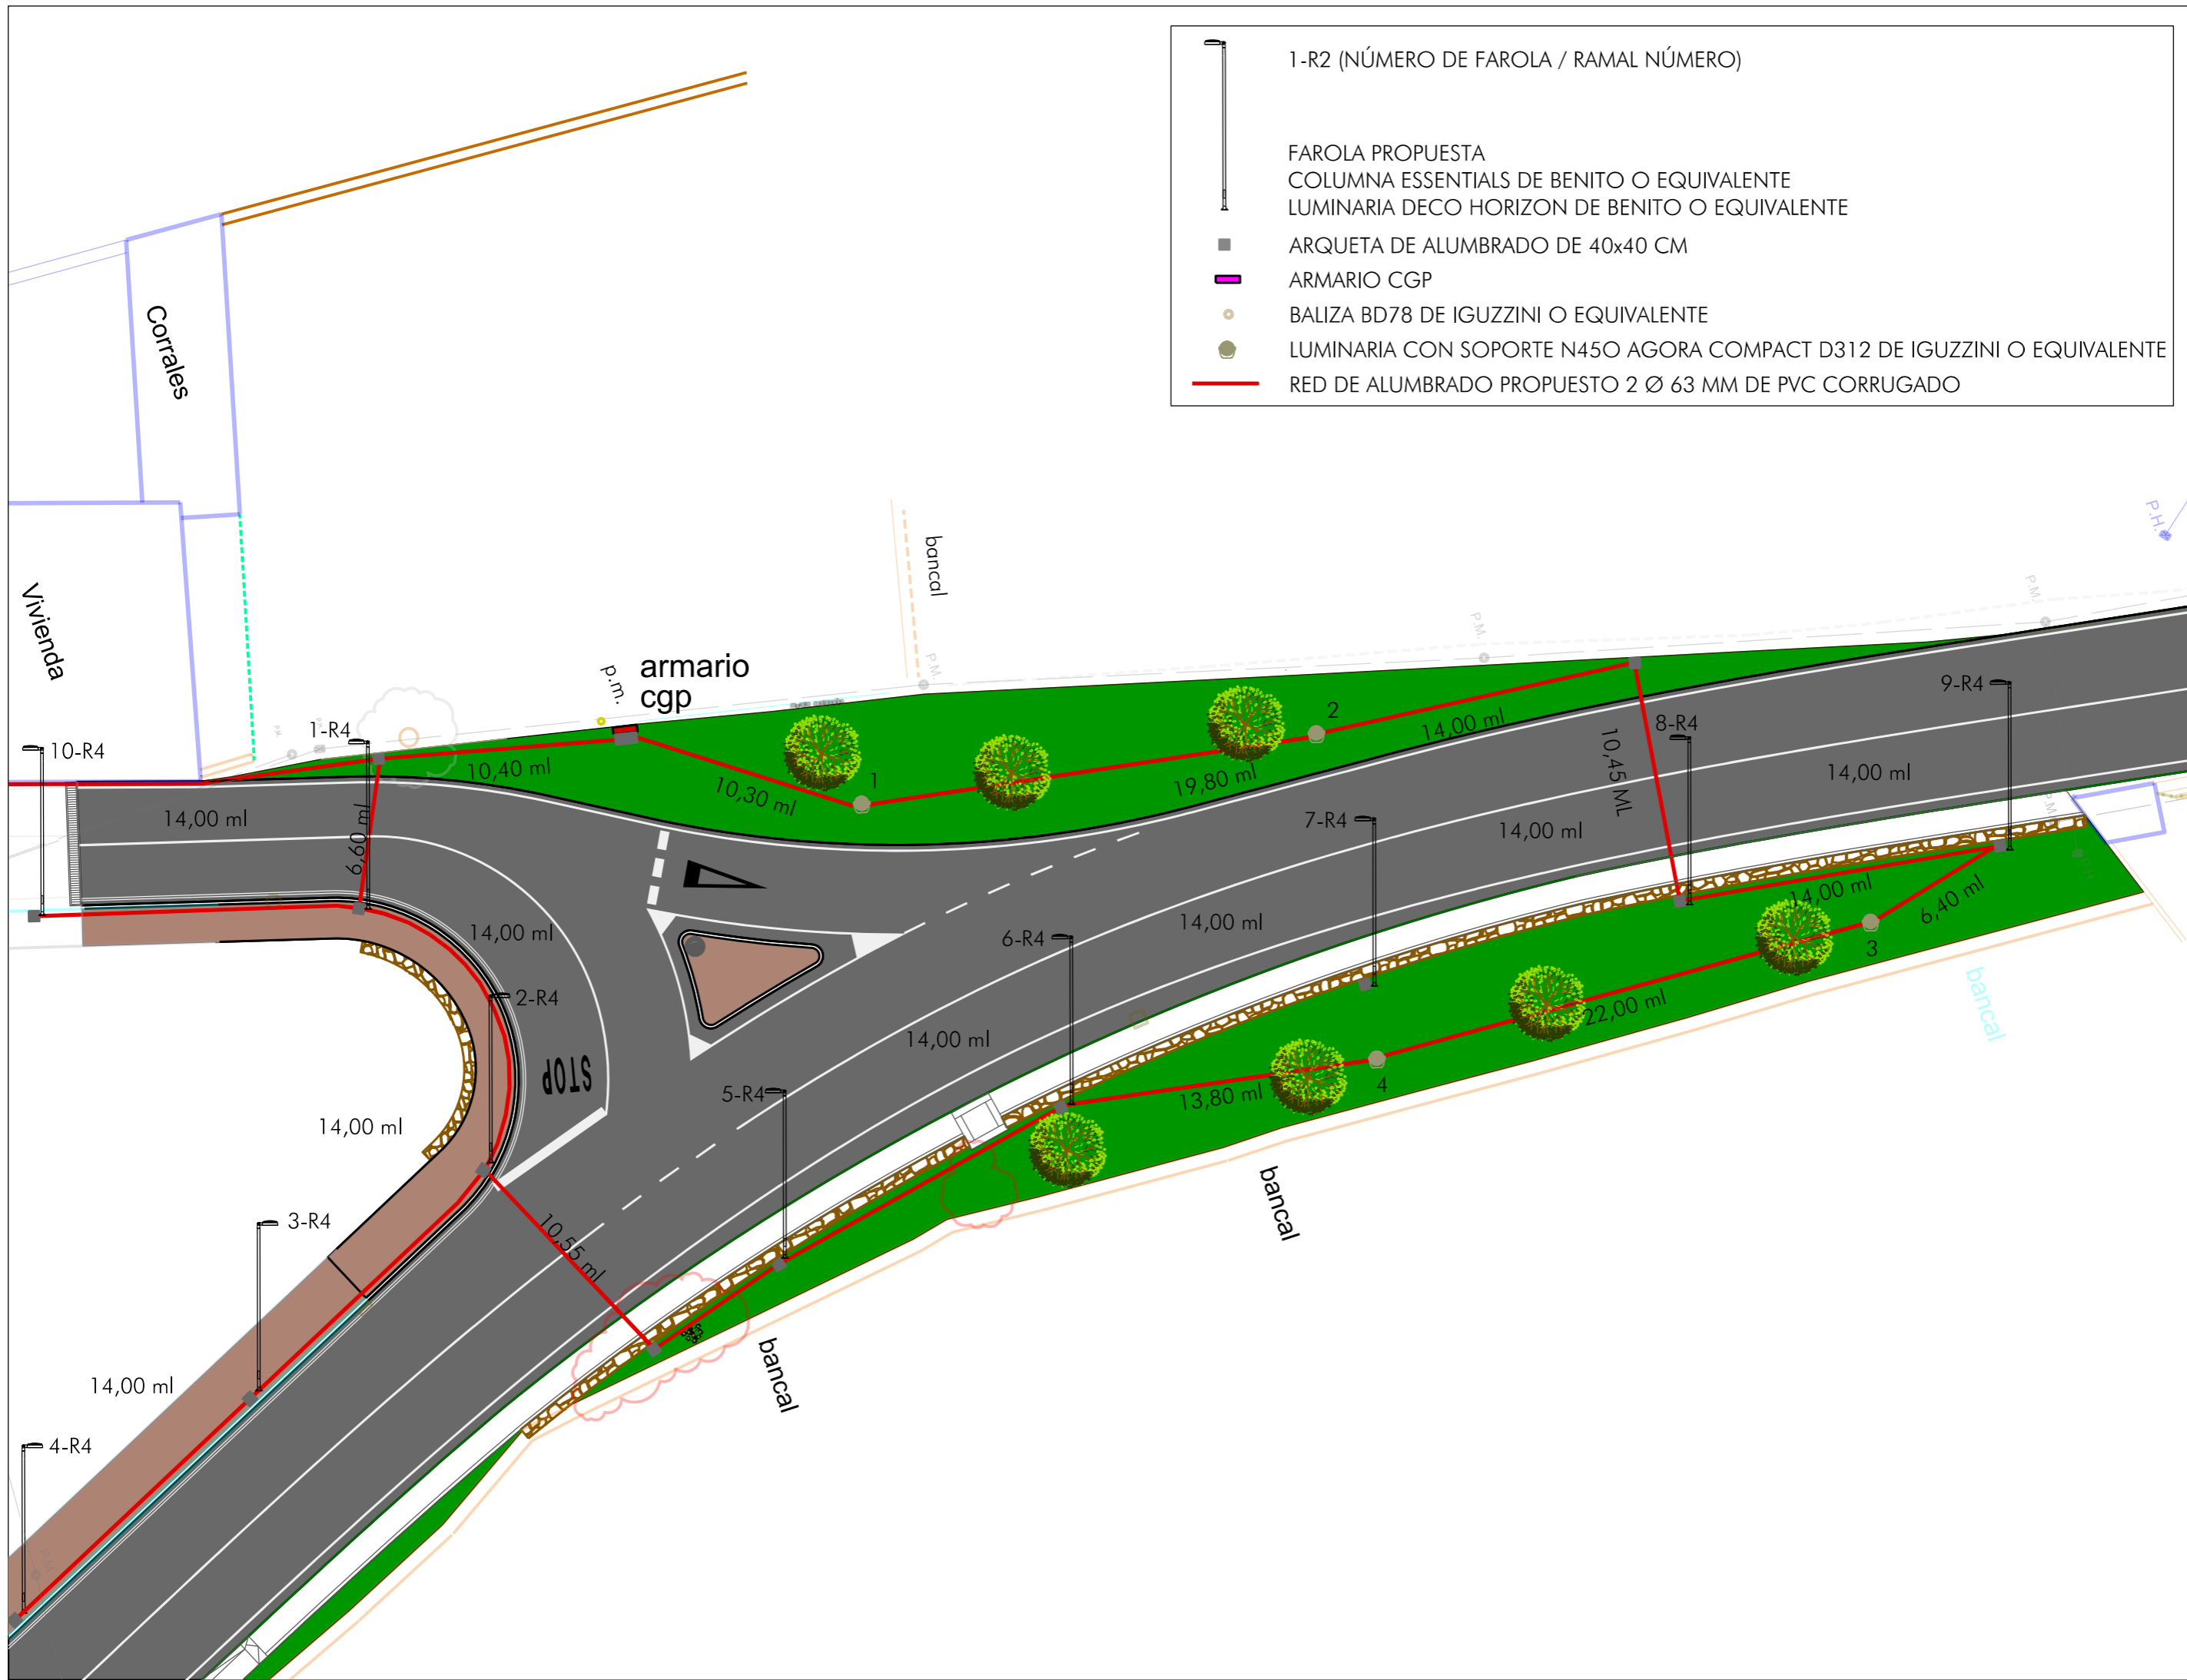 1-R2 (NÚMERO DE FAROLA / RAMAL NÚMERO)
FAROLA PROPUESTA
COLUMNA ESSENTIALS DE BENITO O EQUIVALENTE
LUMINARIA DECO HORIZON DE BENITO O EQUIVALENTE
ARQUETA DE ALUMBRADO DE 40x40 CM
ARMARIO CGP
BALIZA BD78 DE IGUZZINI O EQUIVALENTE
LUMINARIA CON SOPORTE N45O AGORA COMPACT D312 DE IGUZZINI O EQUIVALENTE
RED DE ALUMBRADO PROPUESTO 2 Ø 63 MM DE PVC CORRUGADO
Corrales
Vivienda
bancal
P.H.
P.M.
P.M.
P.M.
p.m.
armario
cgp
10-R4
1-R4
9-R4
8-R4
2
14,00 ml
10,40 ml
10,30 ml
1
19,80 ml
10,45 ML
14,00 ml
14,00 ml
6,60 ml
7-R4
14,00 ml
P.M.
14,00 ml
14,00 ml
6-R4
14,00 ml
6,40 ml
3
2-R4
14,00 ml
22,00 ml
bancal
STOP
5-R4
13,80 ml
4
14,00 ml
bancal
3-R4
10,55 ml
bancal
14,00 ml
4-R4
P.M.